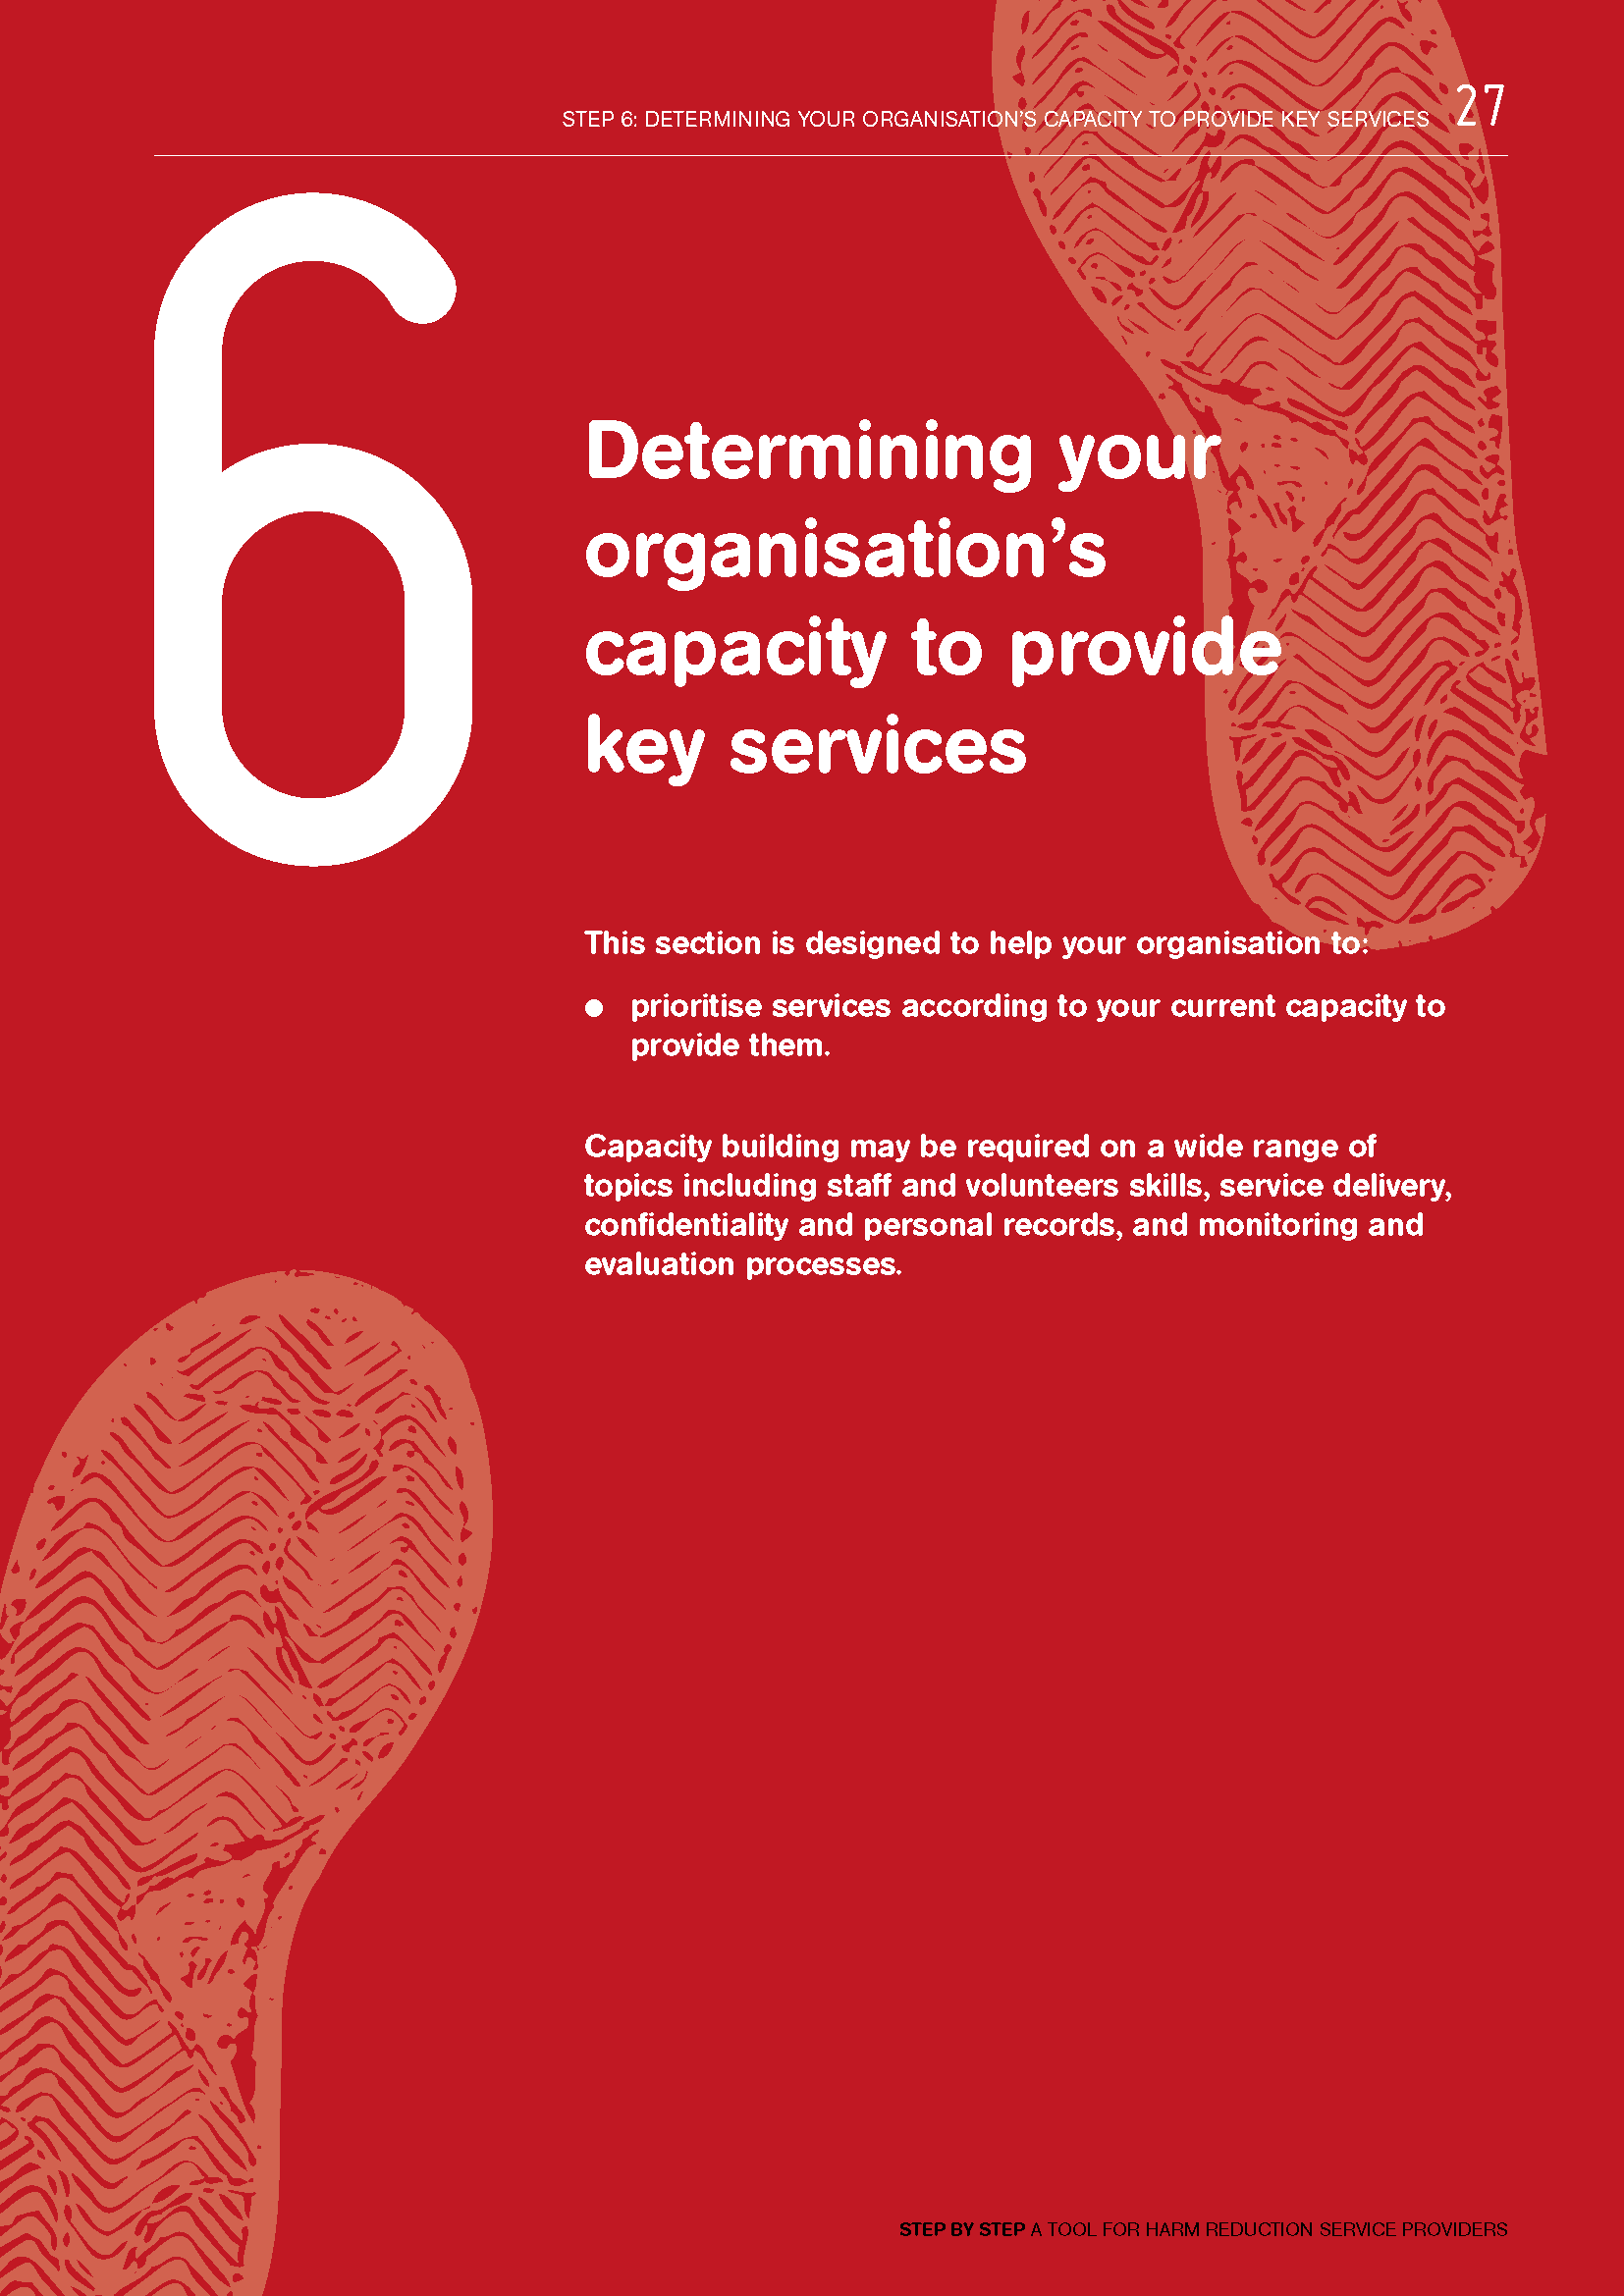 STEP 6: DETERMINING YOUR ORGANISATION'S CAPACITY TO PROVIDE KEY SERVICES 27
6
Determining your
organisation's
capacity to provide
key services
This section is designed to help your organisation to:
● prioritise services according to your current capacity to
provide them.
Capacity building may be required on a wide range of
topics including staff and volunteers skills, service delivery,
confidentiality and personal records, and monitoring and
evaluation processes.
STEP BY STEP A TOOL FOR HARM REDUCTION SERVICE PROVIDERS